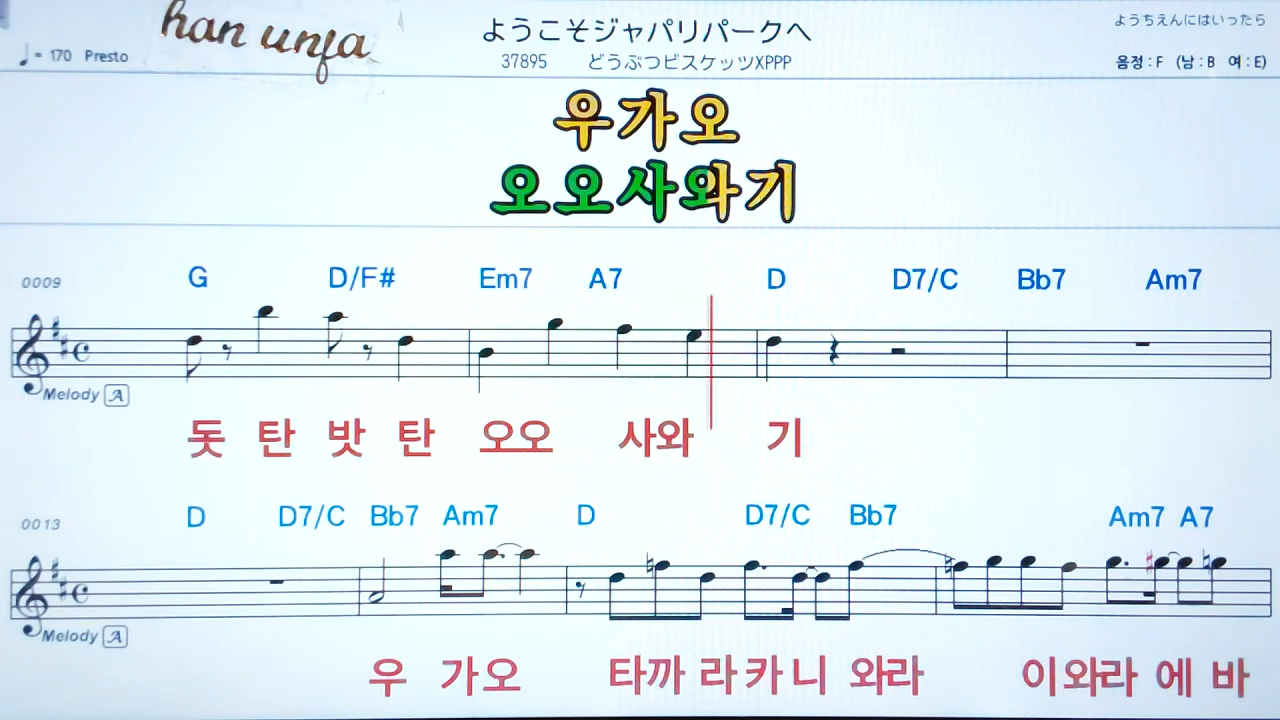 han unja
ようこそジャパリパークへ
ようちえんにはいったら
♩= 170 Presto
37895 どうぶつビスケッツXPPP
음정:F (남:B 여:E)
우가오
오오사와기
0009 G D/F# Em7 A7 D D7/C Bb7 Am7
Melody A
돗 탄 밧 탄 오오 사와 기
0013 D D7/C Bb7 Am7 D D7/C Bb7 Am7 A7
Melody A
우 가오 타까 라카니 와라 이와라 에 바